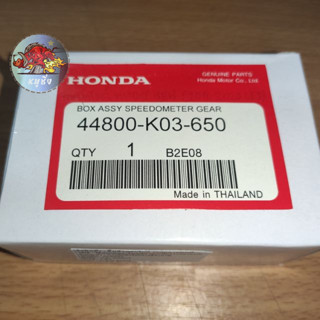 HONDA
GENUINE PARTS
Honda Motor Co., Ltd.
BOX ASSY SPEEDOMETER GEAR
44800-K03-650
QTY 1 B2E08
Made in THAILAND